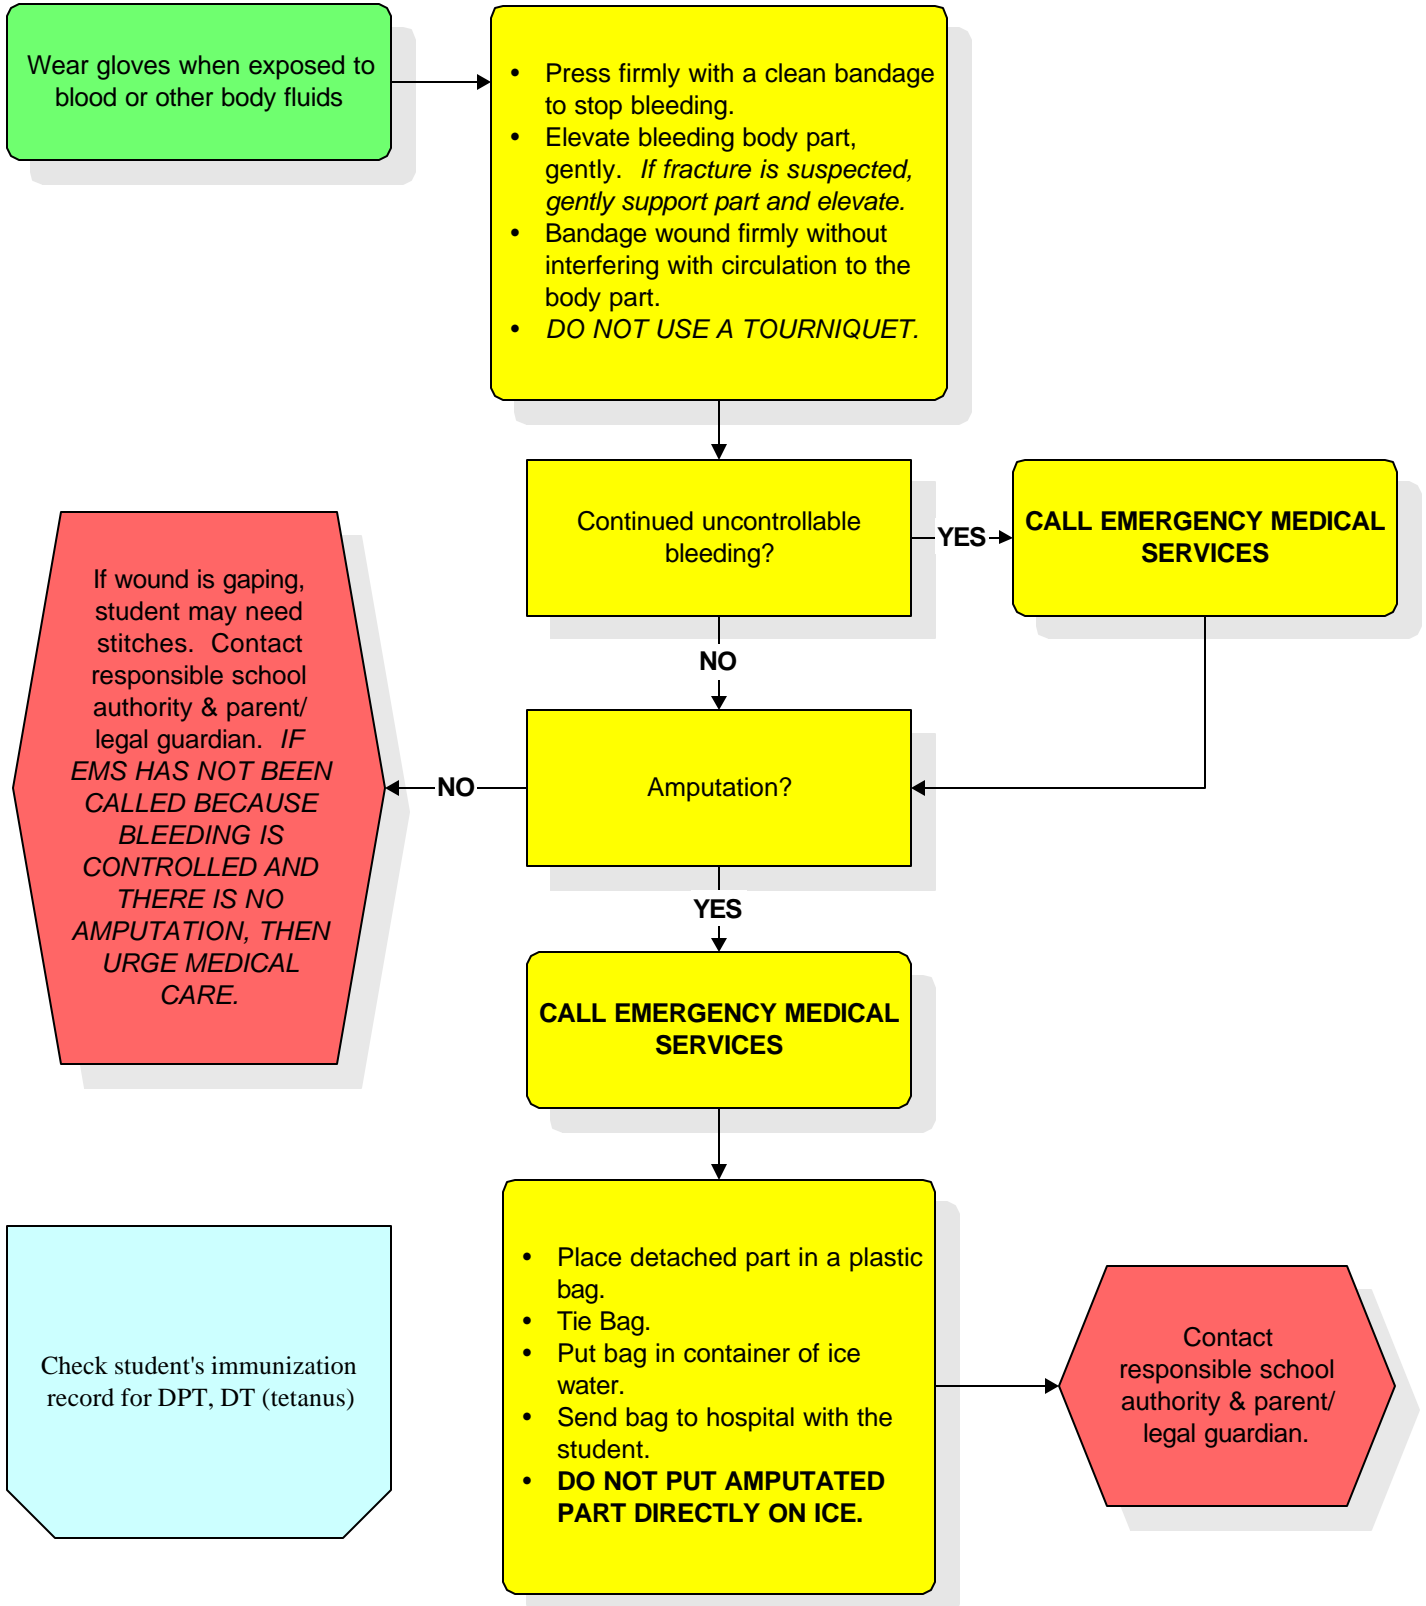 Wear gloves when exposed to
blood or other body fluids
• Press firmly with a clean bandage
to stop bleeding.
• Elevate bleeding body part,
gently. If fracture is suspected,
gently support part and elevate.
• Bandage wound firmly without
interfering with circulation to the
body part.
• DO NOT USE A TOURNIQUET.
Continued uncontrollable
bleeding?
YES
CALL EMERGENCY MEDICAL
SERVICES
NO
Amputation?
NO
If wound is gaping,
student may need
stitches. Contact
responsible school
authority & parent/
legal guardian. IF
EMS HAS NOT BEEN
CALLED BECAUSE
BLEEDING IS
CONTROLLED AND
THERE IS NO
AMPUTATION, THEN
URGE MEDICAL
CARE.
YES
CALL EMERGENCY MEDICAL
SERVICES
• Place detached part in a plastic
bag.
• Tie Bag.
• Put bag in container of ice
water.
• Send bag to hospital with the
student.
• DO NOT PUT AMPUTATED
PART DIRECTLY ON ICE.
Contact
responsible school
authority & parent/
legal guardian.
Check student's immunization
record for DPT, DT (tetanus)